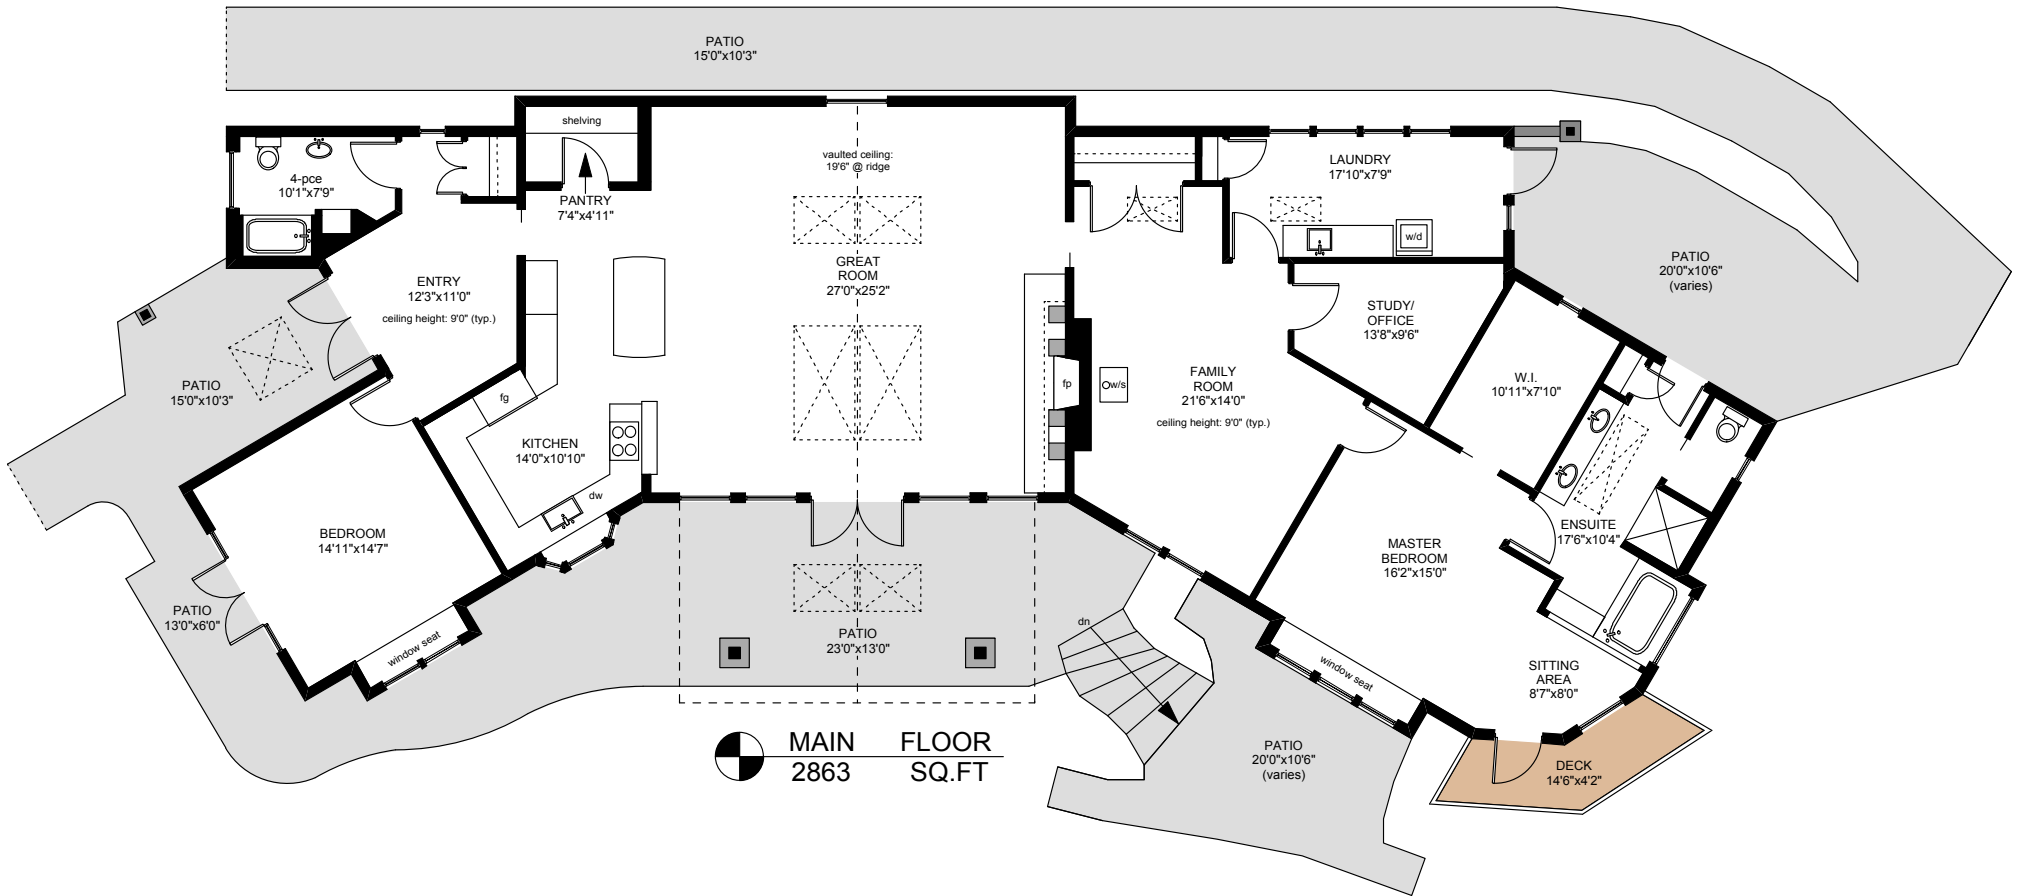 PATIO
15'0"x10'3"
shelving
vaulted ceiling:
19'6" @ ridge
4-pce
10'1"x7'9"
PANTRY
7'4"x4'11"
LAUNDRY
17'10"x7'9"
w/d
ENTRY
12'3"x11'0"
ceiling height: 9'0" (typ.)
GREAT
ROOM
27'0"x25'2"
PATIO
20'0"x10'6"
(varies)
STUDY/
OFFICE
13'8"x9'6"
PATIO
15'0"x10'3"
fg
fp
w/s
FAMILY
ROOM
21'6"x14'0"
ceiling height: 9'0" (typ.)
W.I.
10'11"x7'10"
KITCHEN
14'0"x10'10"
dw
BEDROOM
14'11"x14'7"
MASTER
BEDROOM
16'2"x15'0"
ENSUITE
17'6"x10'4"
PATIO
13'0"x6'0"
window seat
PATIO
23'0"x13'0"
dn
window seat
SITTING
AREA
8'7"x8'0"
MAIN FLOOR
2863 SQ.FT
PATIO
20'0"x10'6"
(varies)
DECK
14'6"x4'2"